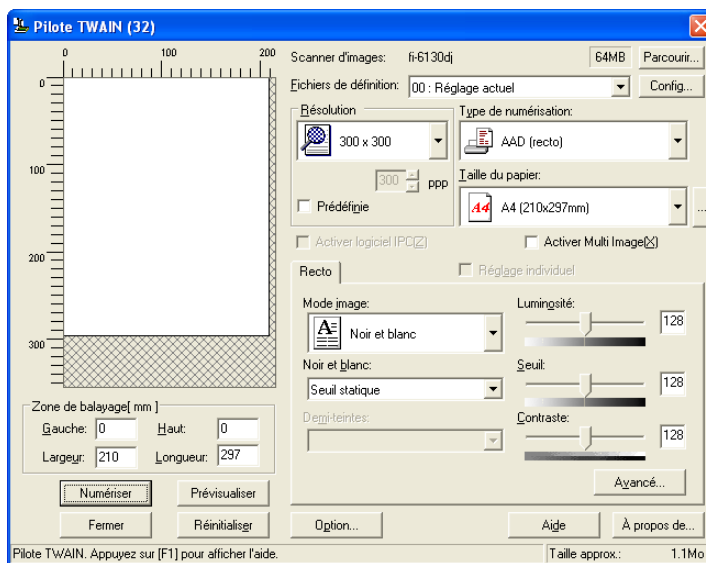 Pilote TWAIN (32)
0 100 200
0
100
200
300
Scanner d'images: fi-6130dj 64MB Parcourir...
Fichiers de définition: 00 : Réglage actuel Config...
Résolution
300 x 300
300 ppp
Prédéfinie
Type de numérisation:
AAD (recto)
Taille du papier:
A4 A4 (210x297mm) ...
Activer logiciel IPC(Z) Activer Multi Image(X)
Recto Réglage individuel
Mode image:
A Noir et blanc
Noir et blanc:
Seuil statique
Demi-teintes:
Luminosité:
128
Seuil:
128
Contraste:
128
Avancé...
Zone de balayage[ mm ]
Gauche: 0 Haut: 0
Largeur: 210 Longueur: 297
Numériser Prévisualiser
Fermer Réinitialiser Option... Aide À propos de...
Pilote TWAIN. Appuyez sur [F1] pour afficher l'aide. Taille approx.: 1.1Mo